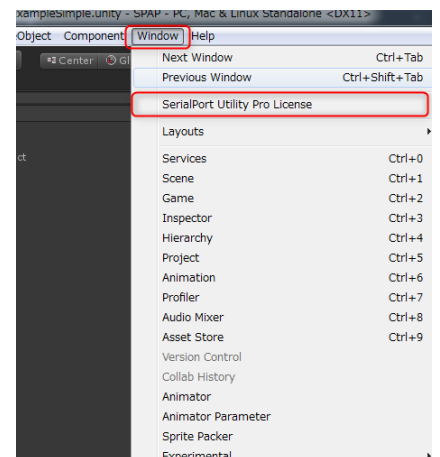 xampleSimple.unity - SPAP - PC, Mac & Linux Standalone <DX11>
Object Component Window Help
Center Gl
Next Window Ctrl+Tab
Previous Window Ctrl+Shift+Tab
SerialPort Utility Pro License
Layouts
ct
Services Ctrl+0
Scene Ctrl+1
Game Ctrl+2
Inspector Ctrl+3
Hierarchy Ctrl+4
Project Ctrl+5
Animation Ctrl+6
Profiler Ctrl+7
Audio Mixer Ctrl+8
Asset Store Ctrl+9
Version Control
Collab History
Animator
Animator Parameter
Sprite Packer
Experimental